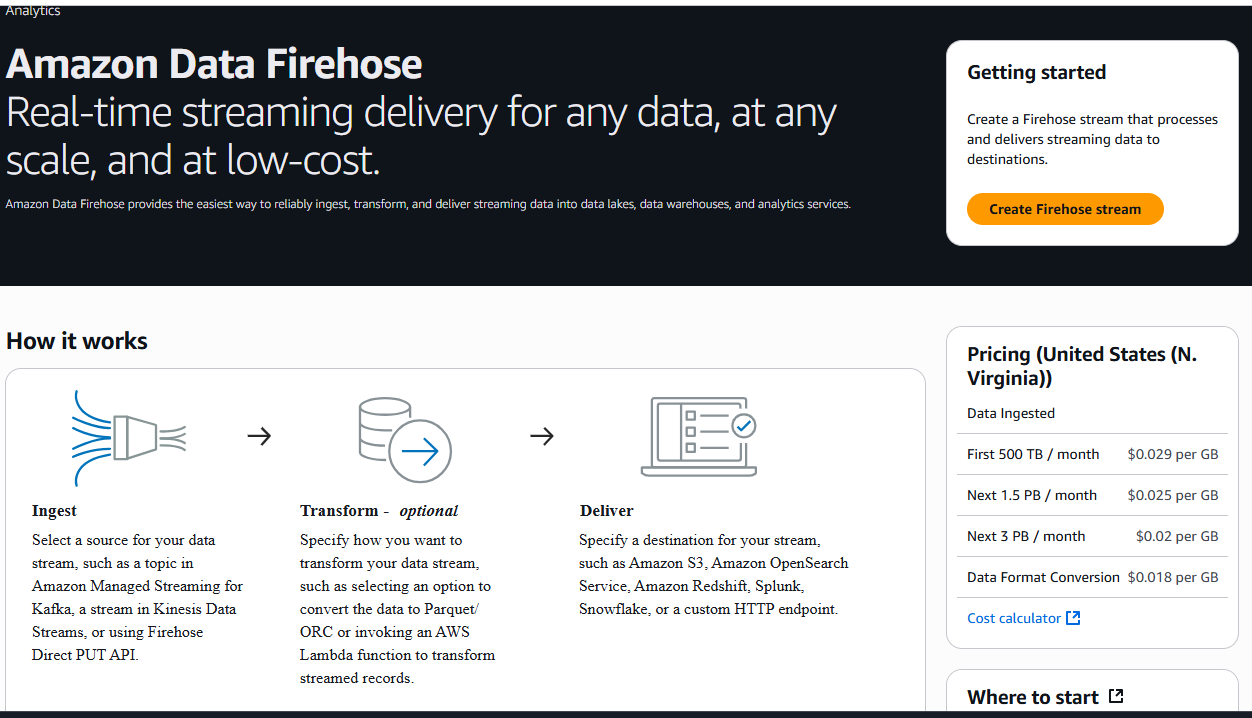 Analytics
Amazon Data Firehose
Real-time streaming delivery for any data, at any
scale, and at low-cost.
Amazon Data Firehose provides the easiest way to reliably ingest, transform, and deliver streaming data into data lakes, data warehouses, and analytics services.
Getting started
Create a Firehose stream that processes
and delivers streaming data to
destinations.
Create Firehose stream
How it works
Ingest
Select a source for your data
stream, such as a topic in
Amazon Managed Streaming for
Kafka, a stream in Kinesis Data
Streams, or using Firehose
Direct PUT API.
Transform - optional
Specify how you want to
transform your data stream,
such as selecting an option to
convert the data to Parquet/
ORC or invoking an AWS
Lambda function to transform
streamed records.
Deliver
Specify a destination for your stream,
such as Amazon S3, Amazon OpenSearch
Service, Amazon Redshift, Splunk,
Snowflake, or a custom HTTP endpoint.
Pricing (United States (N.
Virginia))
Data Ingested
First 500 TB / month $0.029 per GB
Next 1.5 PB / month $0.025 per GB
Next 3 PB / month $0.02 per GB
Data Format Conversion $0.018 per GB
Cost calculator
Where to start